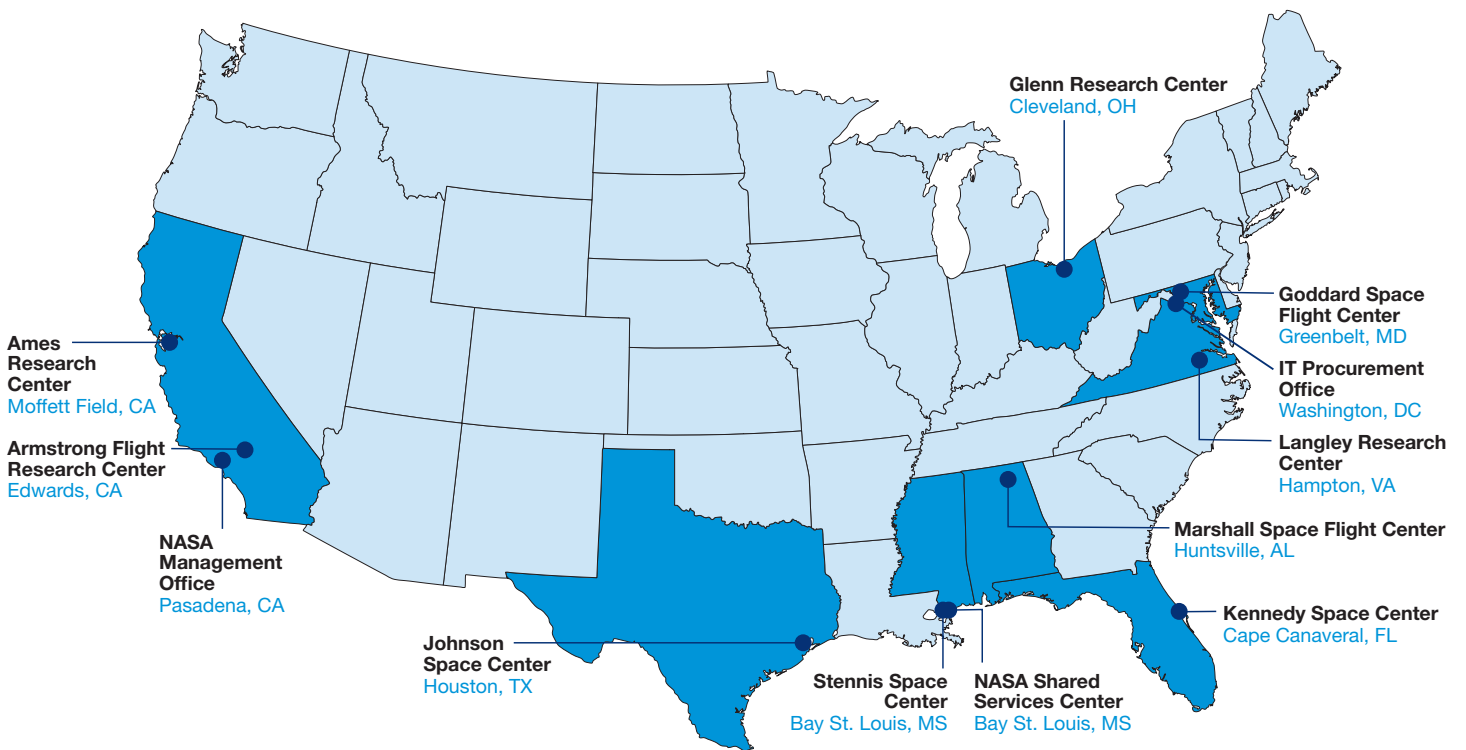 Glenn Research Center
Cleveland, OH
Goddard Space
Flight Center
Greenbelt, MD
Ames
Research
Center
Moffett Field, CA
IT Procurement
Office
Washington, DC
Armstrong Flight
Research Center
Edwards, CA
Langley Research
Center
Hampton, VA
Marshall Space Flight Center
Huntsville, AL
NASA
Management
Office
Pasadena, CA
Kennedy Space Center
Cape Canaveral, FL
Johnson
Space Center
Houston, TX
Stennis Space
Center
Bay St. Louis, MS
NASA Shared
Services Center
Bay St. Louis, MS